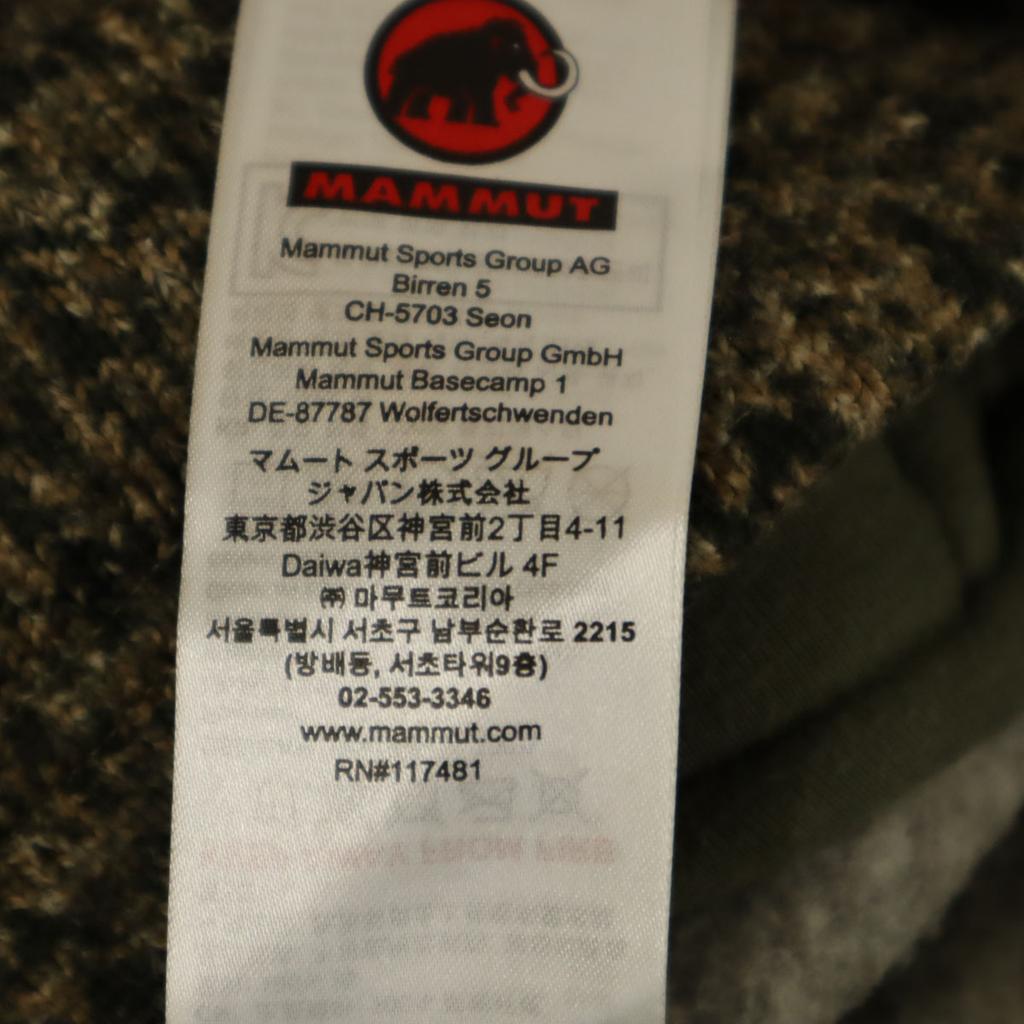 MAMMUT
Mammut Sports Group AG
Birren 5
CH-5703 Seon
Mammut Sports Group GmbH
Mammut Basecamp 1
DE-87787 Wolfertschwenden
マムート スポーツ グループ
ジャパン株式会社
東京都渋谷区神宮前2丁目4-11
Daiwa神宮前ビル 4F
㈜ 마무트코리아
서울특별시 서초구 남부순환로 2215
(방배동, 서초타워9층)
02-553-3346
www.mammut.com
RN#117481
KEEP AWAY FROM FIRE